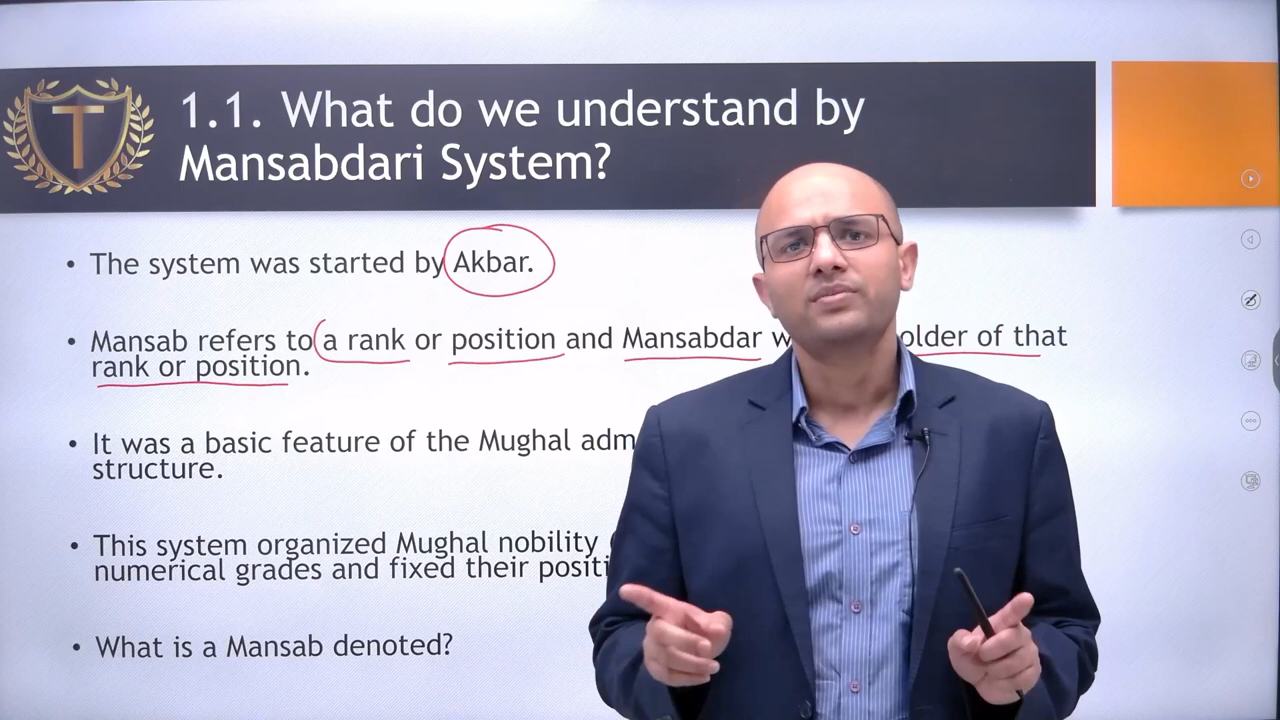 T
1.1. What do we understand by
Mansabdari System?
• The system was started by Akbar.
• Mansab refers to a rank or position and Mansabdar older of that
rank or position.
• It was a basic feature of the Mughal adm
structure.
• This system organized Mughal nobility
numerical grades and fixed their positi
• What is a Mansab denoted?